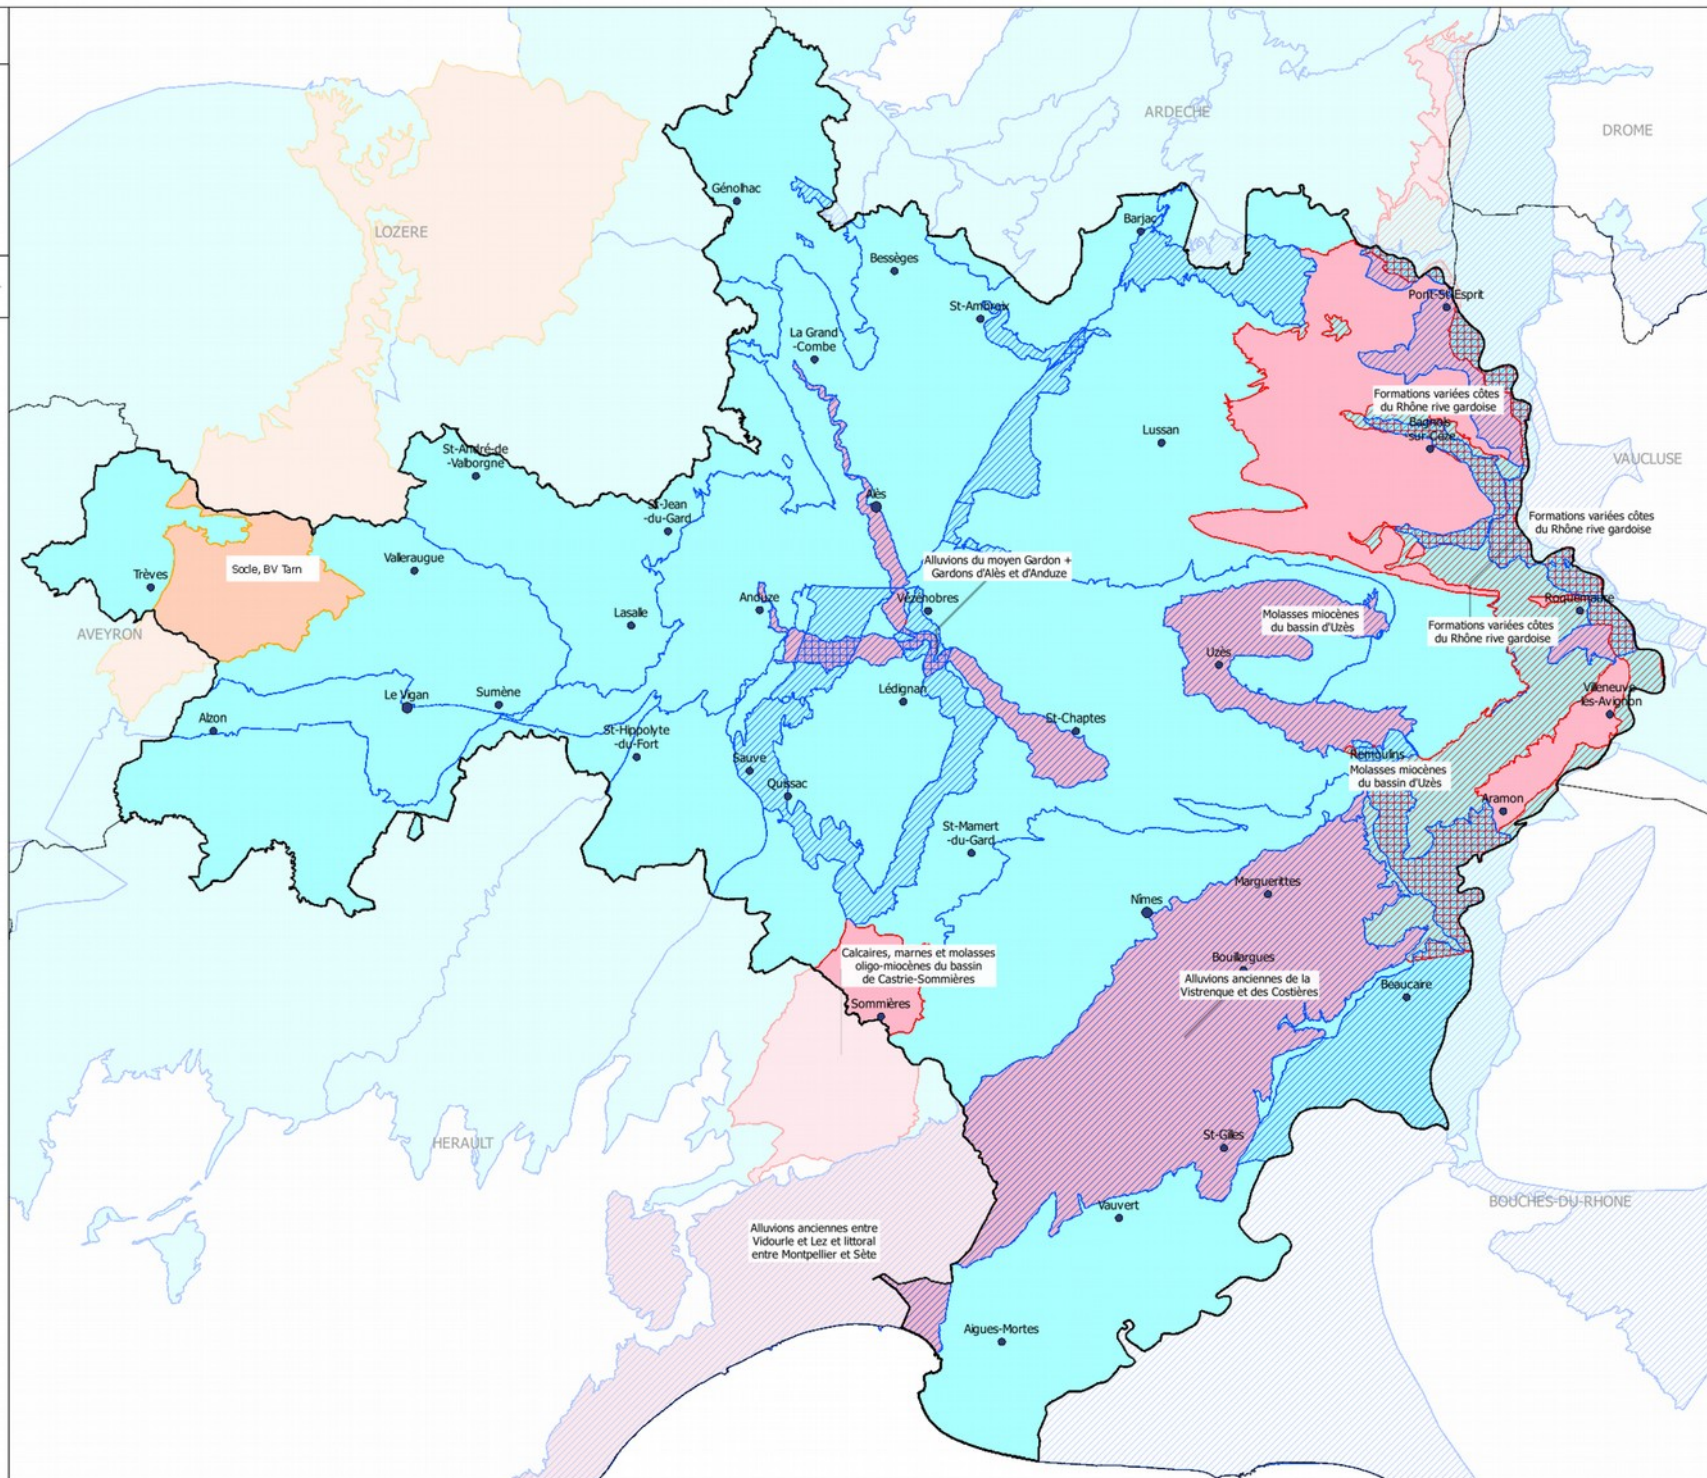 ARDECHE
DROME
Génolhac
LOZERE
Barjac
Bessèges
St-Ambroix
Pont-St-Esprit
La Grand
-Combe
Formations variées côtes
du Rhône rive gardoise
Bagnols
-sur-Cèze
Lussan
St-André-de
-Valborgne
VAUCLUSE
Alès
St-Jean
-du-Gard
Formations variées côtes
du Rhône rive gardoise
Valleraugue
Socle, BV Tarn
Trèves
Alluvions du moyen Gardon +
Gardons d'Alès et d'Anduze
Anduze
Vézénobres
Roquemaure
Lasalle
Molasses miocènes
du bassin d'Uzès
Formations variées côtes
du Rhône rive gardoise
AVEYRON
Uzès
Le Vigan
Sumène
Lédignan
Villeneuve
-les-Avignon
Alzon
St-Chaptes
St-Hippolyte
-du-Fort
Sauve
Remoulins
Molasses miocènes
du bassin d'Uzès
Quissac
Aramon
St-Mamert
-du-Gard
Marguerittes
Nîmes
Calcaires, marnes et molasses
oligo-miocènes du bassin
de Castrie-Sommières
Bouillargues
Alluvions anciennes de la
Vistrenque et des Costières
Beaucaire
Sommières
HERAULT
St-Gilles
BOUCHES-DU-RHONE
Vauvert
Alluvions anciennes entre
Vidourle et Lez et littoral
entre Montpellier et Sète
Aigues-Mortes